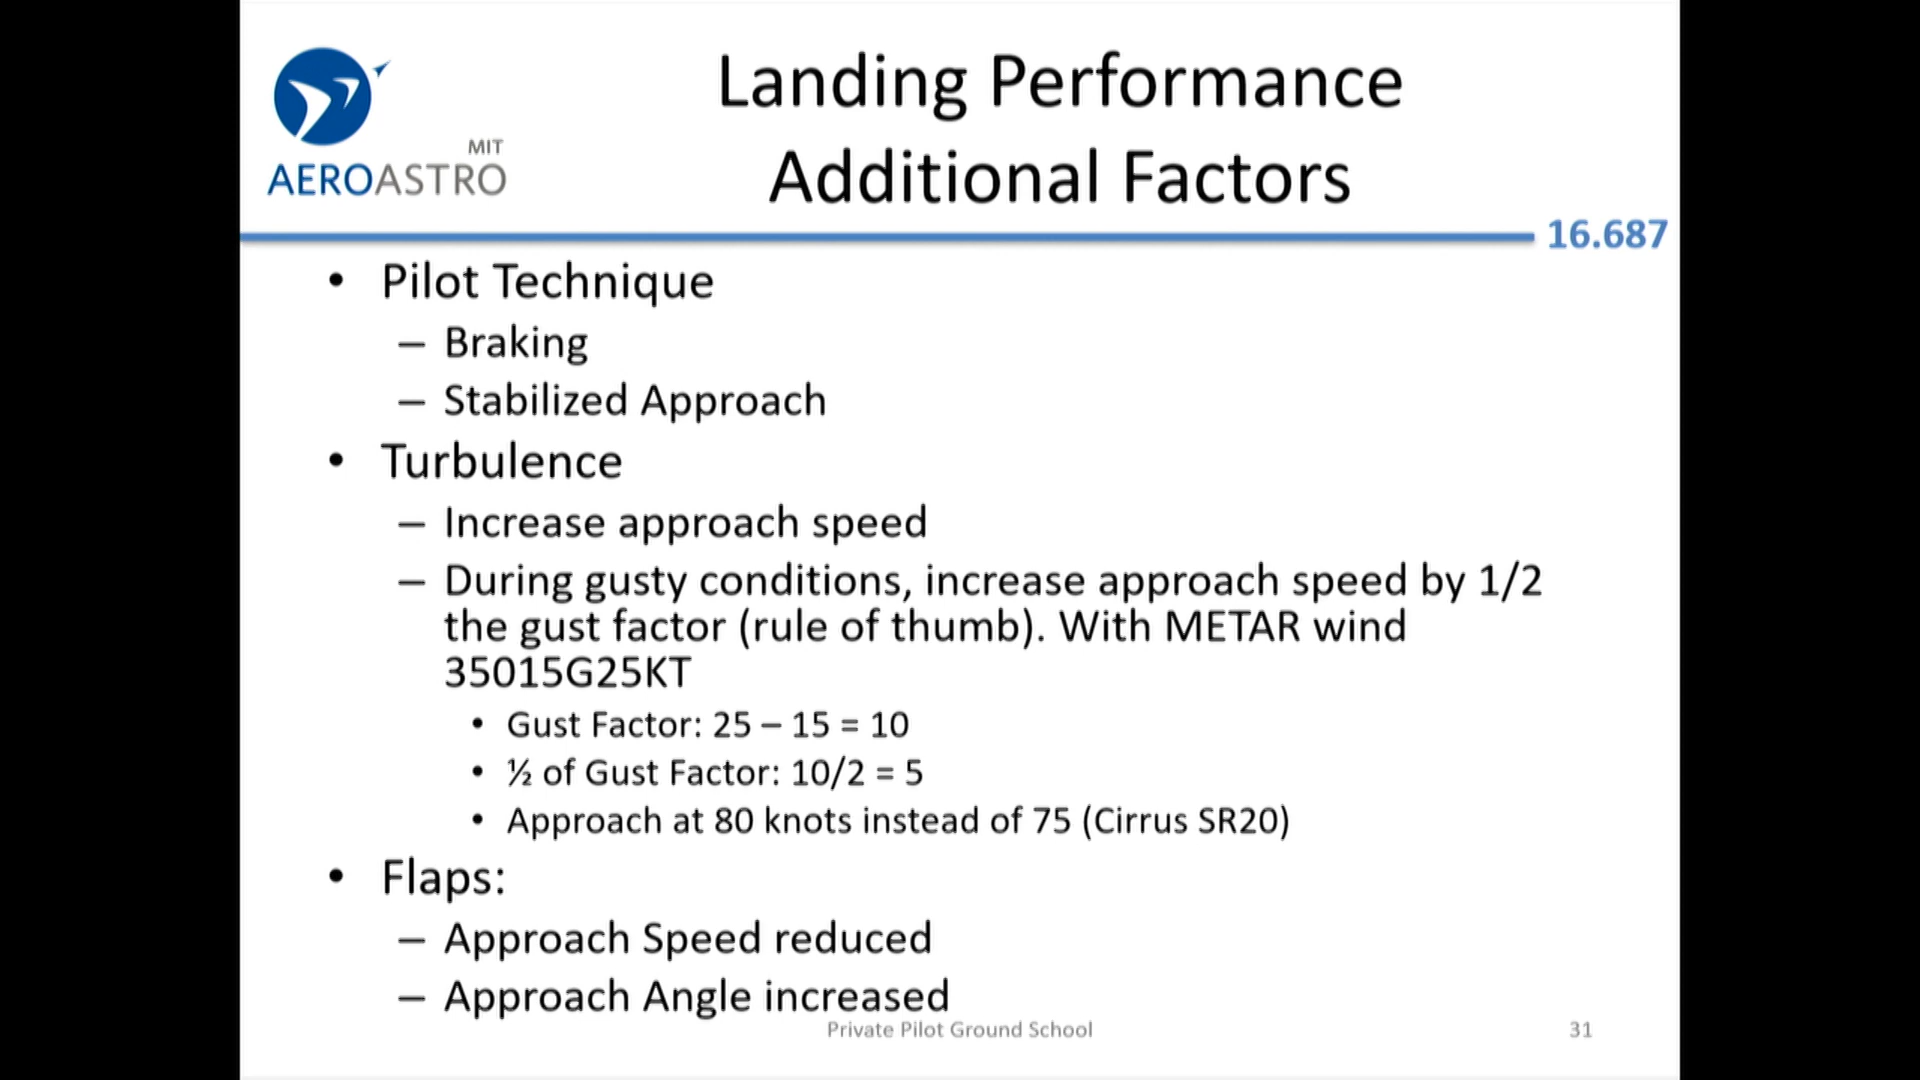 MIT
AEROASTRO
Landing Performance
Additional Factors
16.687
• Pilot Technique
– Braking
– Stabilized Approach
• Turbulence
– Increase approach speed
– During gusty conditions, increase approach speed by 1/2
the gust factor (rule of thumb). With METAR wind
35015G25KT
• Gust Factor: 25 – 15 = 10
• ½ of Gust Factor: 10/2 = 5
• Approach at 80 knots instead of 75 (Cirrus SR20)
• Flaps:
– Approach Speed reduced
– Approach Angle increased
Private Pilot Ground School
31